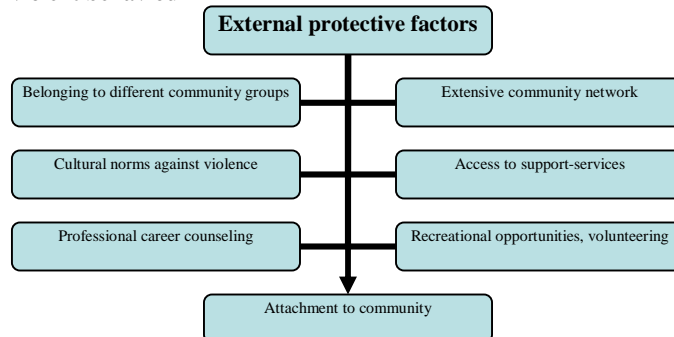 External protective factors
Belonging to different community groups
Extensive community network
Cultural norms against violence
Access to support-services
Professional career counseling
Recreational opportunities, volunteering
Attachment to community